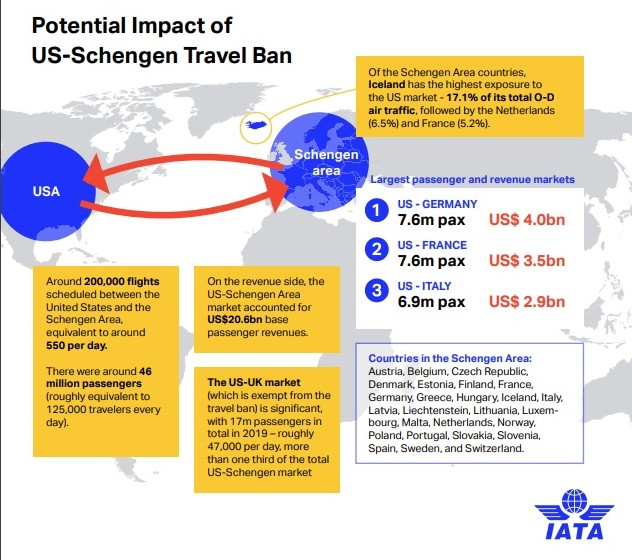 Potential Impact of
US-Schengen Travel Ban
Of the Schengen Area countries,
Iceland has the highest exposure to
the US market - 17.1% of its total O-D
air traffic, followed by the Netherlands
(6.5%) and France (5.2%).
USA
Schengen
area
Largest passenger and revenue markets
1 US - GERMANY
7.6m pax US$ 4.0bn
2 US - FRANCE
7.6m pax US$ 3.5bn
3 US - ITALY
6.9m pax US$ 2.9bn
Around 200,000 flights
scheduled between the
United States and the
Schengen Area,
equivalent to around
550 per day.
There were around 46
million passengers
(roughly equivalent to
125,000 travelers every
day).
On the revenue side, the
US-Schengen Area
market accounted for
US$20.6bn base
passenger revenues.
The US-UK market
(which is exempt from the
travel ban) is significant,
with 17m passengers in
total in 2019 – roughly
47,000 per day, more
than one third of the total
US-Schengen market
Countries in the Schengen Area:
Austria, Belgium, Czech Republic,
Denmark, Estonia, Finland, France,
Germany, Greece, Hungary, Iceland, Italy,
Latvia, Liechtenstein, Lithuania, Luxem-
bourg, Malta, Netherlands, Norway,
Poland, Portugal, Slovakia, Slovenia,
Spain, Sweden, and Switzerland.
IATA